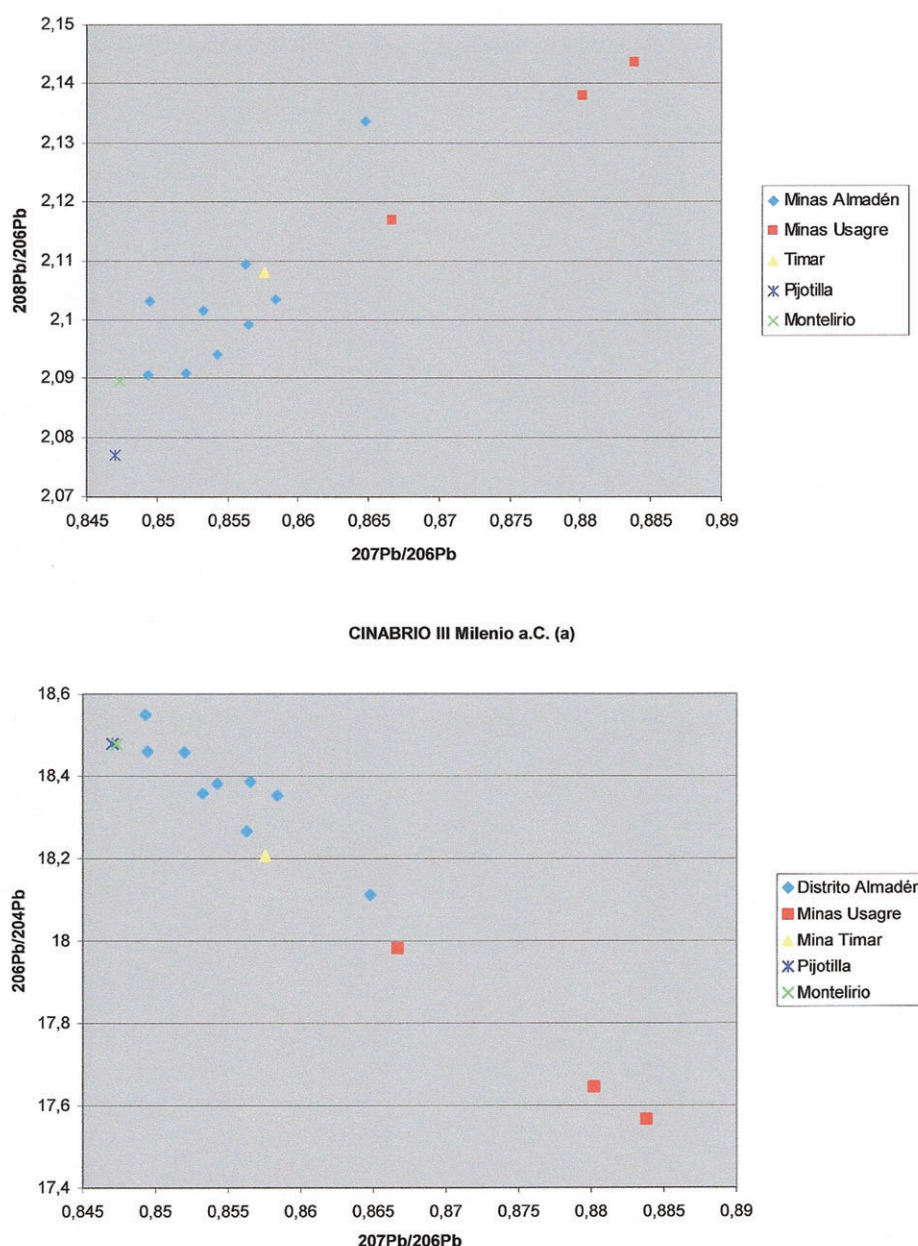 2,15
2,14
2,13
2,12
2,11
2,1
2,09
2,08
2,07
208Pb/206Pb
0,845 0,85 0,855 0,86 0,865 0,87 0,875 0,88 0,885 0,89
207Pb/206Pb
Minas Almadén
Minas Usagre
Timar
Pijotilla
Montelirio
CINABRIO III Milenio a.C. (a)
18,6
18,4
18,2
18
17,8
17,6
17,4
206Pb/204Pb
0,845 0,85 0,855 0,86 0,865 0,87 0,875 0,88 0,885 0,89
207Pb/206Pb
Distrito Almadén
Minas Usagre
Mina Timar
Pijotilla
Montelirio